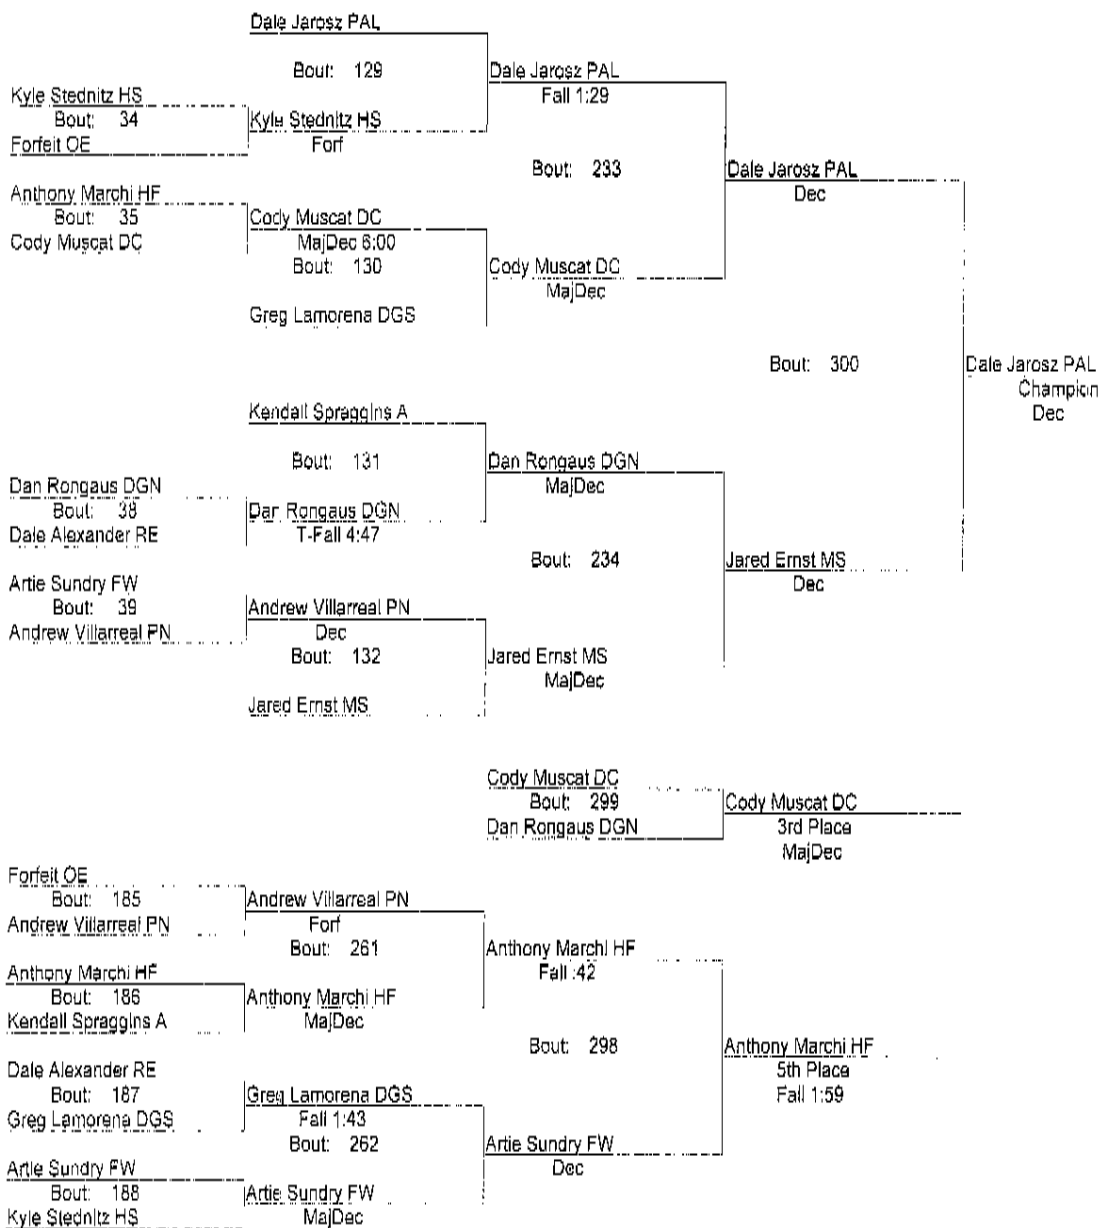 Dale Jarosz PAL
Bout: 129
Dale Jarosz PAL
Fall 1:29
Kyle Stednitz HS
Bout: 34
Forfeit OE
Kyle Stednitz HS
Forf
Bout: 233
Dale Jarosz PAL
Dec
Anthony Marchi HF
Bout: 35
Cody Muscat DC
Cody Muscat DC
MajDec 6:00
Bout: 130
Cody Muscat DC
MajDec
Greg Lamorena DGS
Bout: 300
Dale Jarosz PAL
Champion
Dec
Kendall Spraggins A
Bout: 131
Dan Rongaus DGN
MajDec
Dan Rongaus DGN
Bout: 38
Dale Alexander RE
Dan Rongaus DGN
T-Fall 4:47
Bout: 234
Jared Ernst MS
Dec
Artie Sundry FW
Bout: 39
Andrew Villarreal PN
Andrew Villarreal PN
Dec
Bout: 132
Jared Ernst MS
MajDec
Jared Ernst MS
Cody Muscat DC
Bout: 299
Dan Rongaus DGN
Cody Muscat DC
3rd Place
MajDec
Forfeit OE
Bout: 185
Andrew Villarreal PN
Andrew Villarreal PN
Forf
Bout: 261
Anthony Marchi HF
Fall :42
Anthony Marchi HF
Bout: 186
Kendall Spraggins A
Anthony Marchi HF
MajDec
Bout: 298
Anthony Marchi HF
5th Place
Fall 1:59
Dale Alexander RE
Bout: 187
Greg Lamorena DGS
Greg Lamorena DGS
Fall 1:43
Bout: 262
Artie Sundry FW
Dec
Artie Sundry FW
Bout: 188
Kyle Stednitz HS
Artie Sundry FW
MajDec